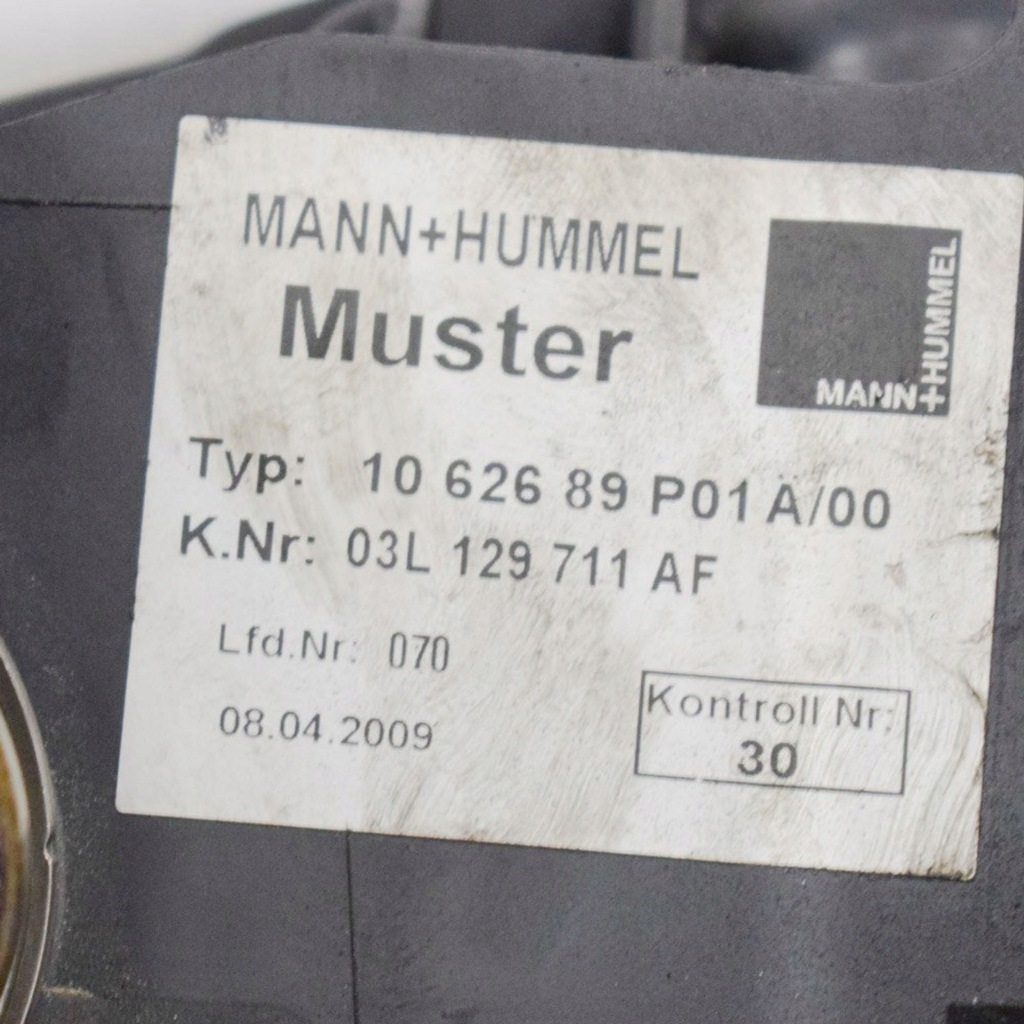 MANN+HUMMEL
Muster
MANN+HUMMEL
Typ: 10 626 89 P01 A/00
K.Nr: 03L 129 711 AF
Lfd.Nr: 070
08.04.2009
Kontroll Nr:
30